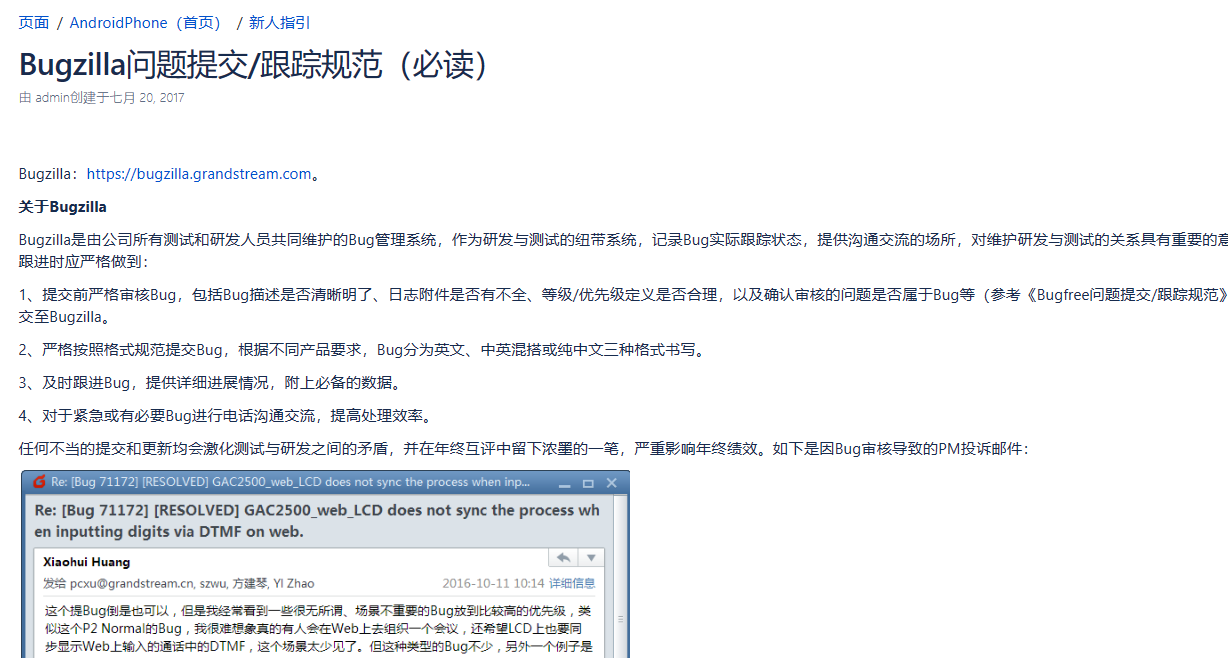 页面 / AndroidPhone（首页） / 新人指引
Bugzilla问题提交/跟踪规范（必读）
由 admin创建于七月 20, 2017
Bugzilla：https://bugzilla.grandstream.com。
关于Bugzilla
Bugzilla是由公司所有测试和研发人员共同维护的Bug管理系统，作为研发与测试的纽带系统，记录Bug实际跟踪状态，提供沟通交流的场所，对维护研发与测试的关系具有重要的意
跟进时应严格做到：
1、提交前严格审核Bug，包括Bug描述是否清晰明了、日志附件是否有不全、等级/优先级定义是否合理，以及确认审核的问题是否属于Bug等（参考《Bugfree问题提交/跟踪规范》
交至Bugzilla。
2、严格按照格式规范提交Bug，根据不同产品要求，Bug分为英文、中英混搭或纯中文三种格式书写。
3、及时跟进Bug，提供详细进展情况，附上必备的数据。
4、对于紧急或有必要Bug进行电话沟通交流，提高处理效率。
任何不当的提交和更新均会激化测试与研发之间的矛盾，并在年终互评中留下浓墨的一笔，严重影响年终绩效。如下是因Bug审核导致的PM投诉邮件：
Re: [Bug 71172] [RESOLVED] GAC2500_web_LCD does not sync the process when inp...
Re: [Bug 71172] [RESOLVED] GAC2500_web_LCD does not sync the process wh
en inputting digits via DTMF on web.
Xiaohui Huang
发给 pcxu@grandstream.cn, szwu, 方建琴, YI Zhao 2016-10-11 10:14 详细信息
这个提Bug倒是也可以，但是我经常看到一些很无所谓、场景不重要的Bug放到比较高的优先级，类
似这个P2 Normal的Bug，我很难想象真的有人会在Web上去组织一个会议，还希望LCD上也要同
步显示Web上输入的通话中的DTMF，这个场景太少见了。但这种类型的Bug不少，另外一个例子是